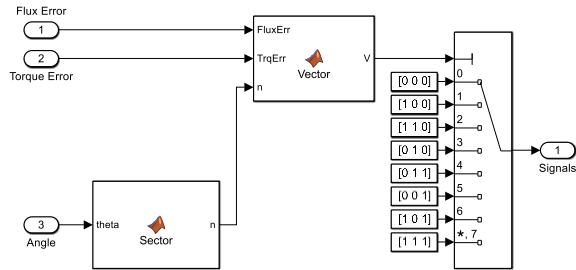 Flux Error
1
FluxErr
2
TrqErr
V
Torque Error
Vector
n
0
[0 0 0]
1
[1 0 0]
2
[1 1 0]
3
[0 1 0]
1
4
Signals
[0 1 1]
5
[0 0 1]
6
[1 0 1]
*, 7
[1 1 1]
3
theta
n
Angle
Sector